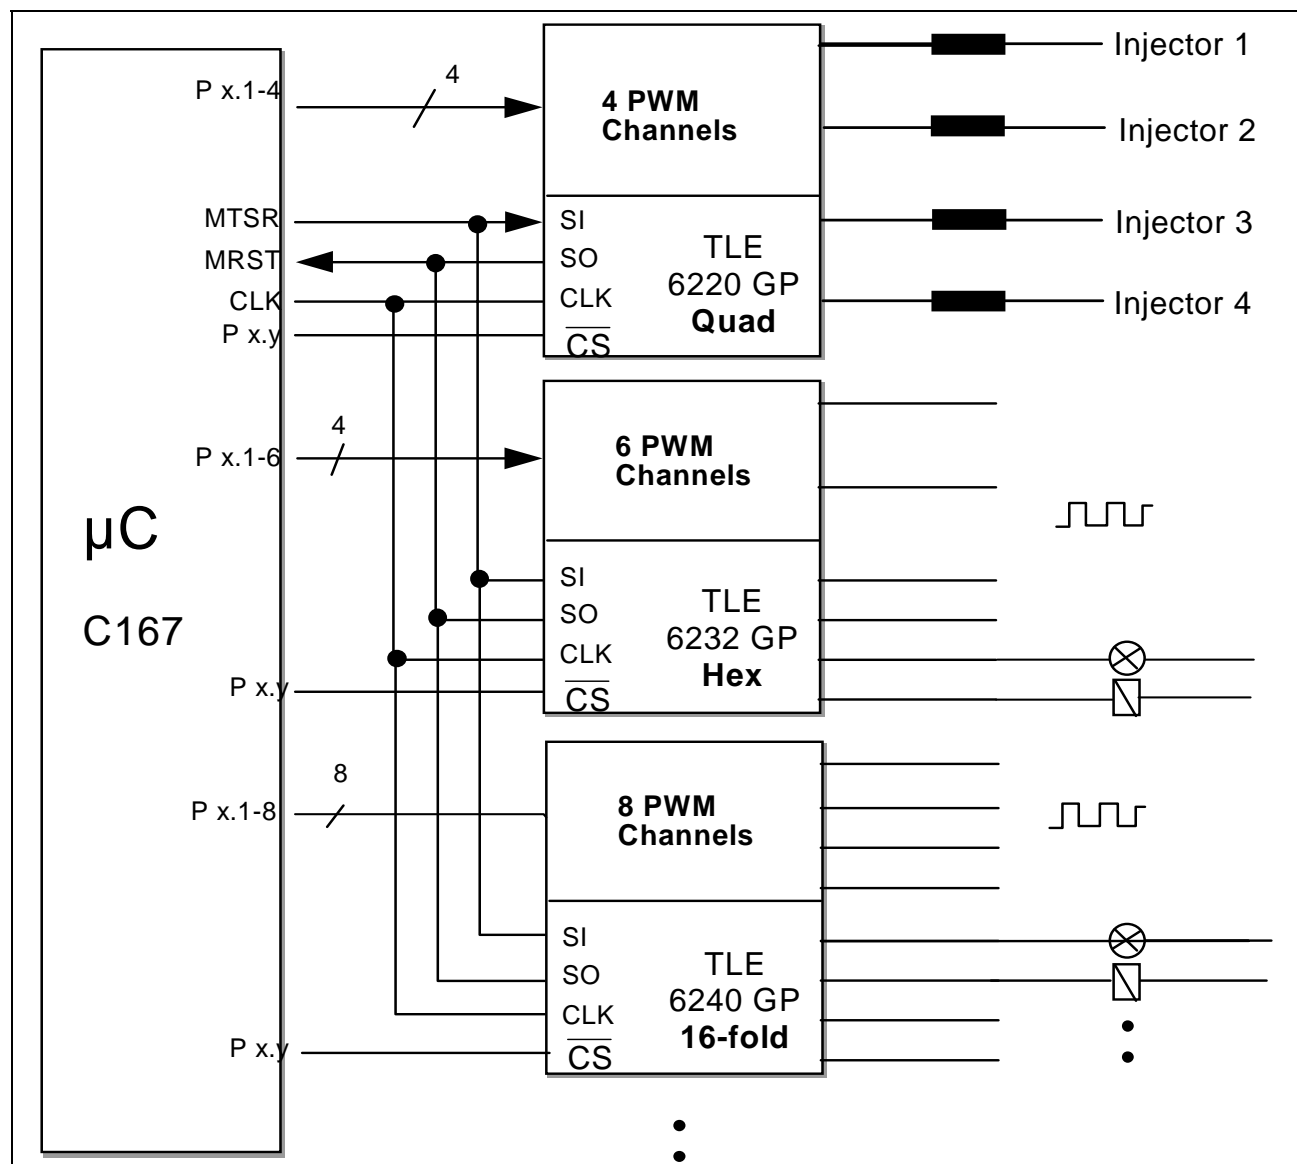 µC
C167
P x.1-4
4
MTSR
MRST
CLK
P x.y
4 PWM
Channels
SI
SO
CLK
CS
TLE
6220 GP
Quad
Injector 1
Injector 2
Injector 3
Injector 4
P x.1-6
4
P x.y
6 PWM
Channels
SI
SO
CLK
CS
TLE
6232 GP
Hex
P x.1-8
8
P x.y
8 PWM
Channels
SI
SO
CLK
CS
TLE
6240 GP
16-fold